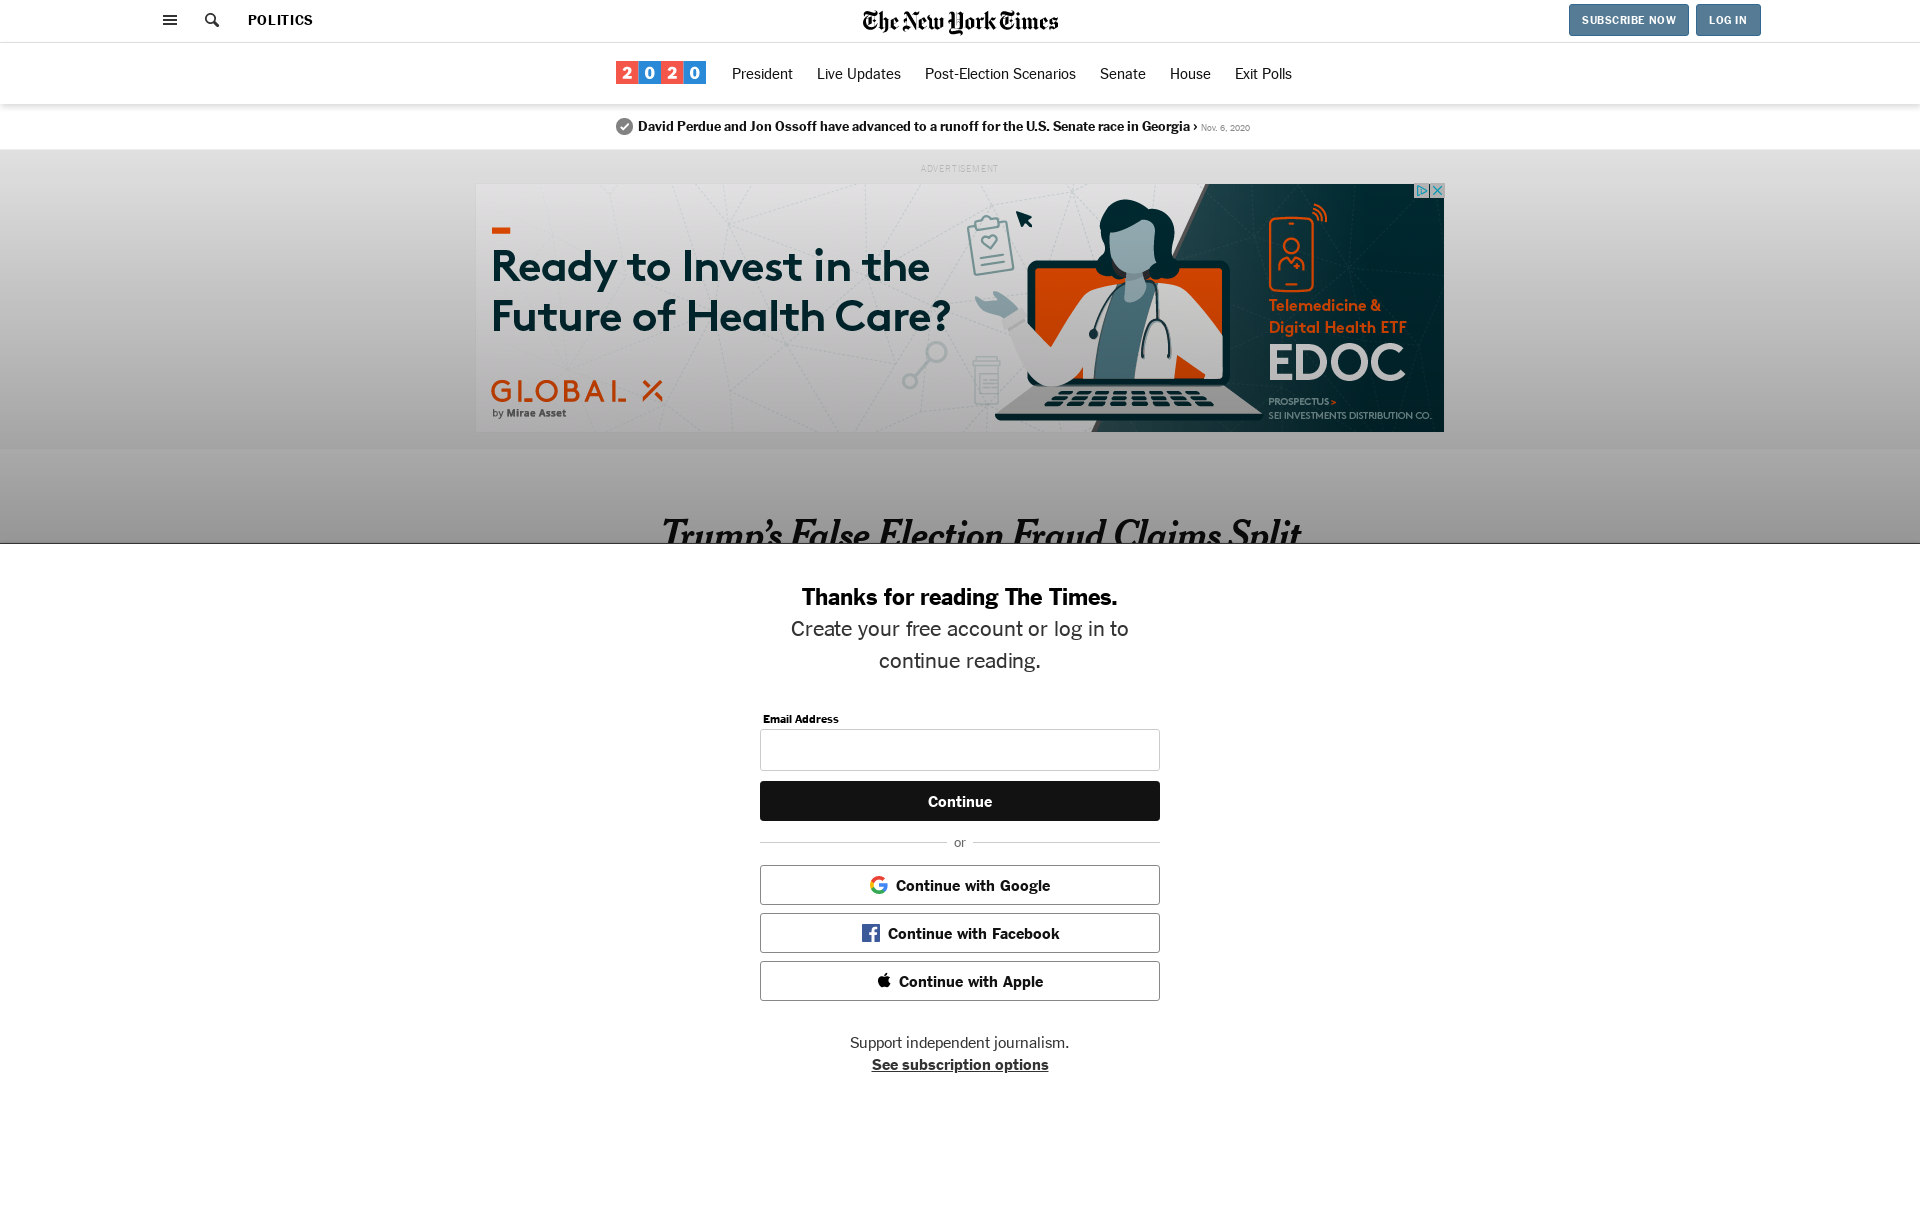 POLITICS
The New York Times
SUBSCRIBE NOW
LOG IN
2020
President
Live Updates
Post-Election Scenarios
Senate
House
Exit Polls
David Perdue and Jon Ossoff have advanced to a runoff for the U.S. Senate race in Georgia › Nov. 6, 2020
ADVERTISEMENT
Ready to Invest in the
Future of Health Care?
GLOBAL X
by Mirae Asset
Telemedicine &
Digital Health ETF
EDOC
PROSPECTUS >
SEI INVESTMENTS DISTRIBUTION CO.
Trump's False Election Fraud Claims Split
Thanks for reading The Times.
Create your free account or log in to
continue reading.
Email Address
Continue
or
Continue with Google
Continue with Facebook
Continue with Apple
Support independent journalism.
See subscription options